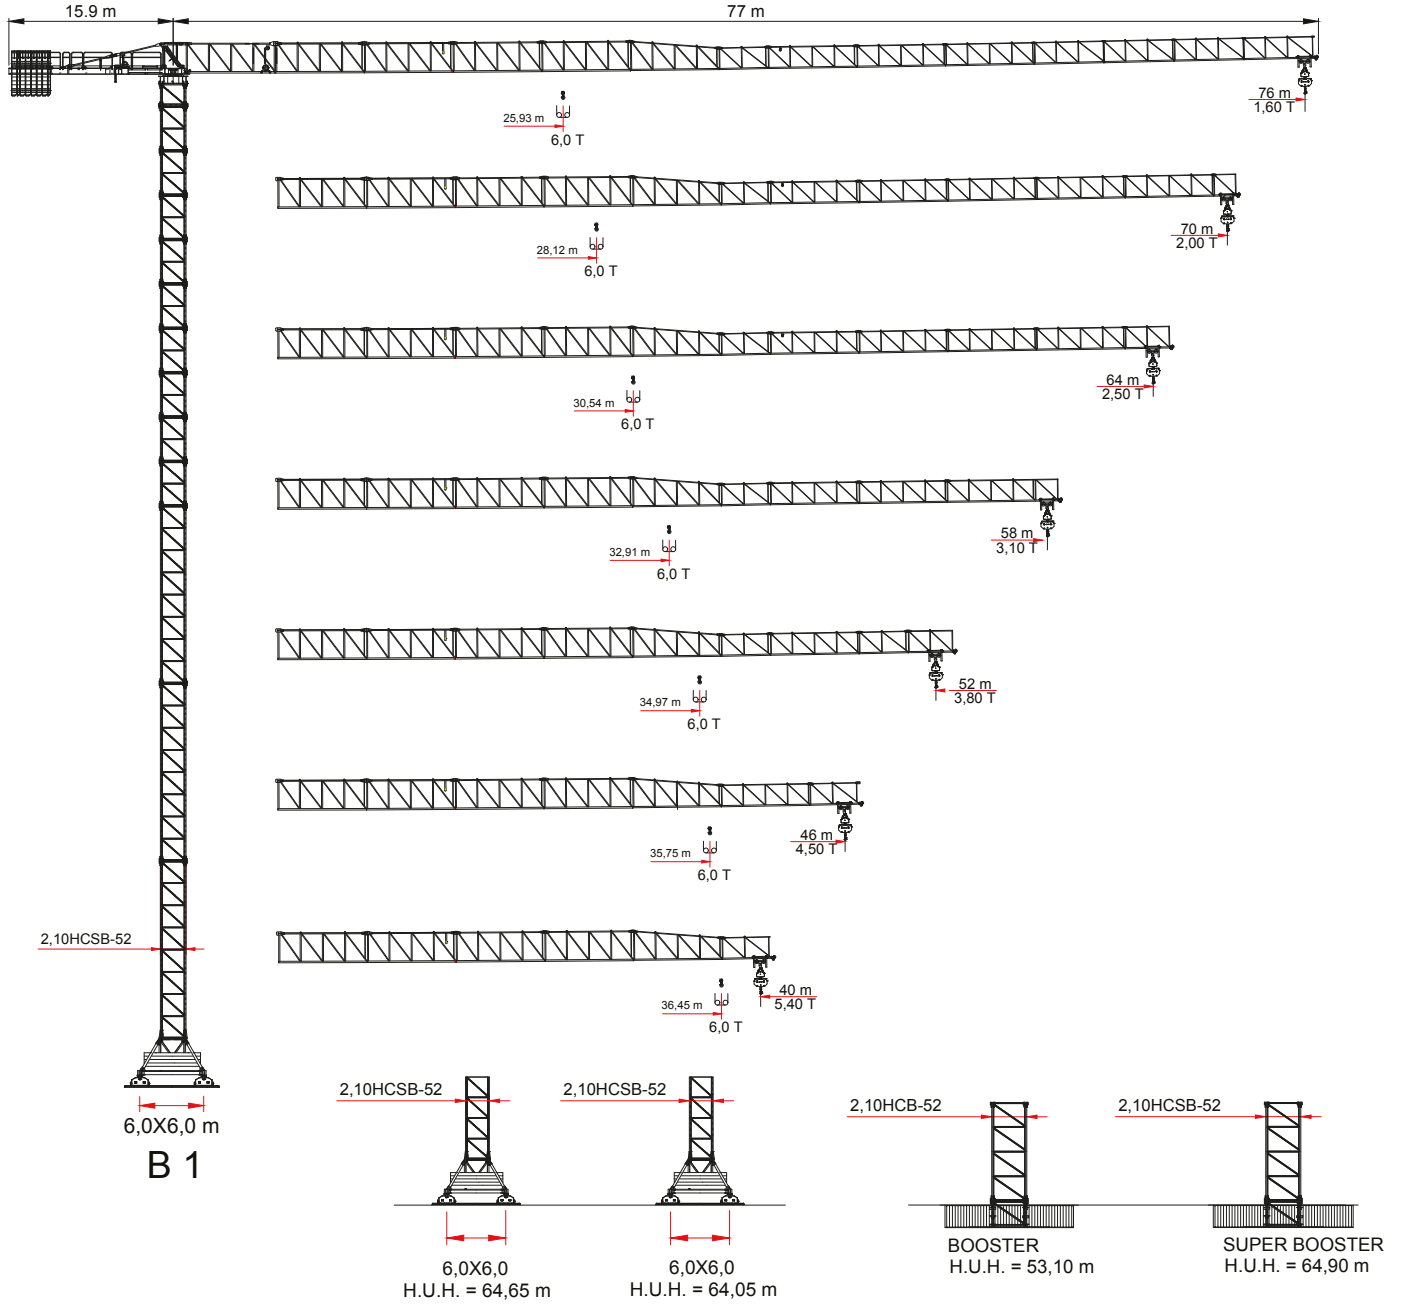 15.9 m
77 m
76 m
1,60 T
25,93 m
6,0 T
70 m
2,00 T
28,12 m
6,0 T
64 m
2,50 T
30,54 m
6,0 T
58 m
3,10 T
32,91 m
6,0 T
52 m
3,80 T
34,97 m
6,0 T
46 m
4,50 T
35,75 m
6,0 T
2,10HCSB-52
40 m
5,40 T
36,45 m
6,0 T
6,0X6,0 m
B 1
2,10HCSB-52
6,0X6,0
H.U.H. = 64,65 m
2,10HCSB-52
6,0X6,0
H.U.H. = 64,05 m
2,10HCB-52
BOOSTER
H.U.H. = 53,10 m
2,10HCSB-52
SUPER BOOSTER
H.U.H. = 64,90 m